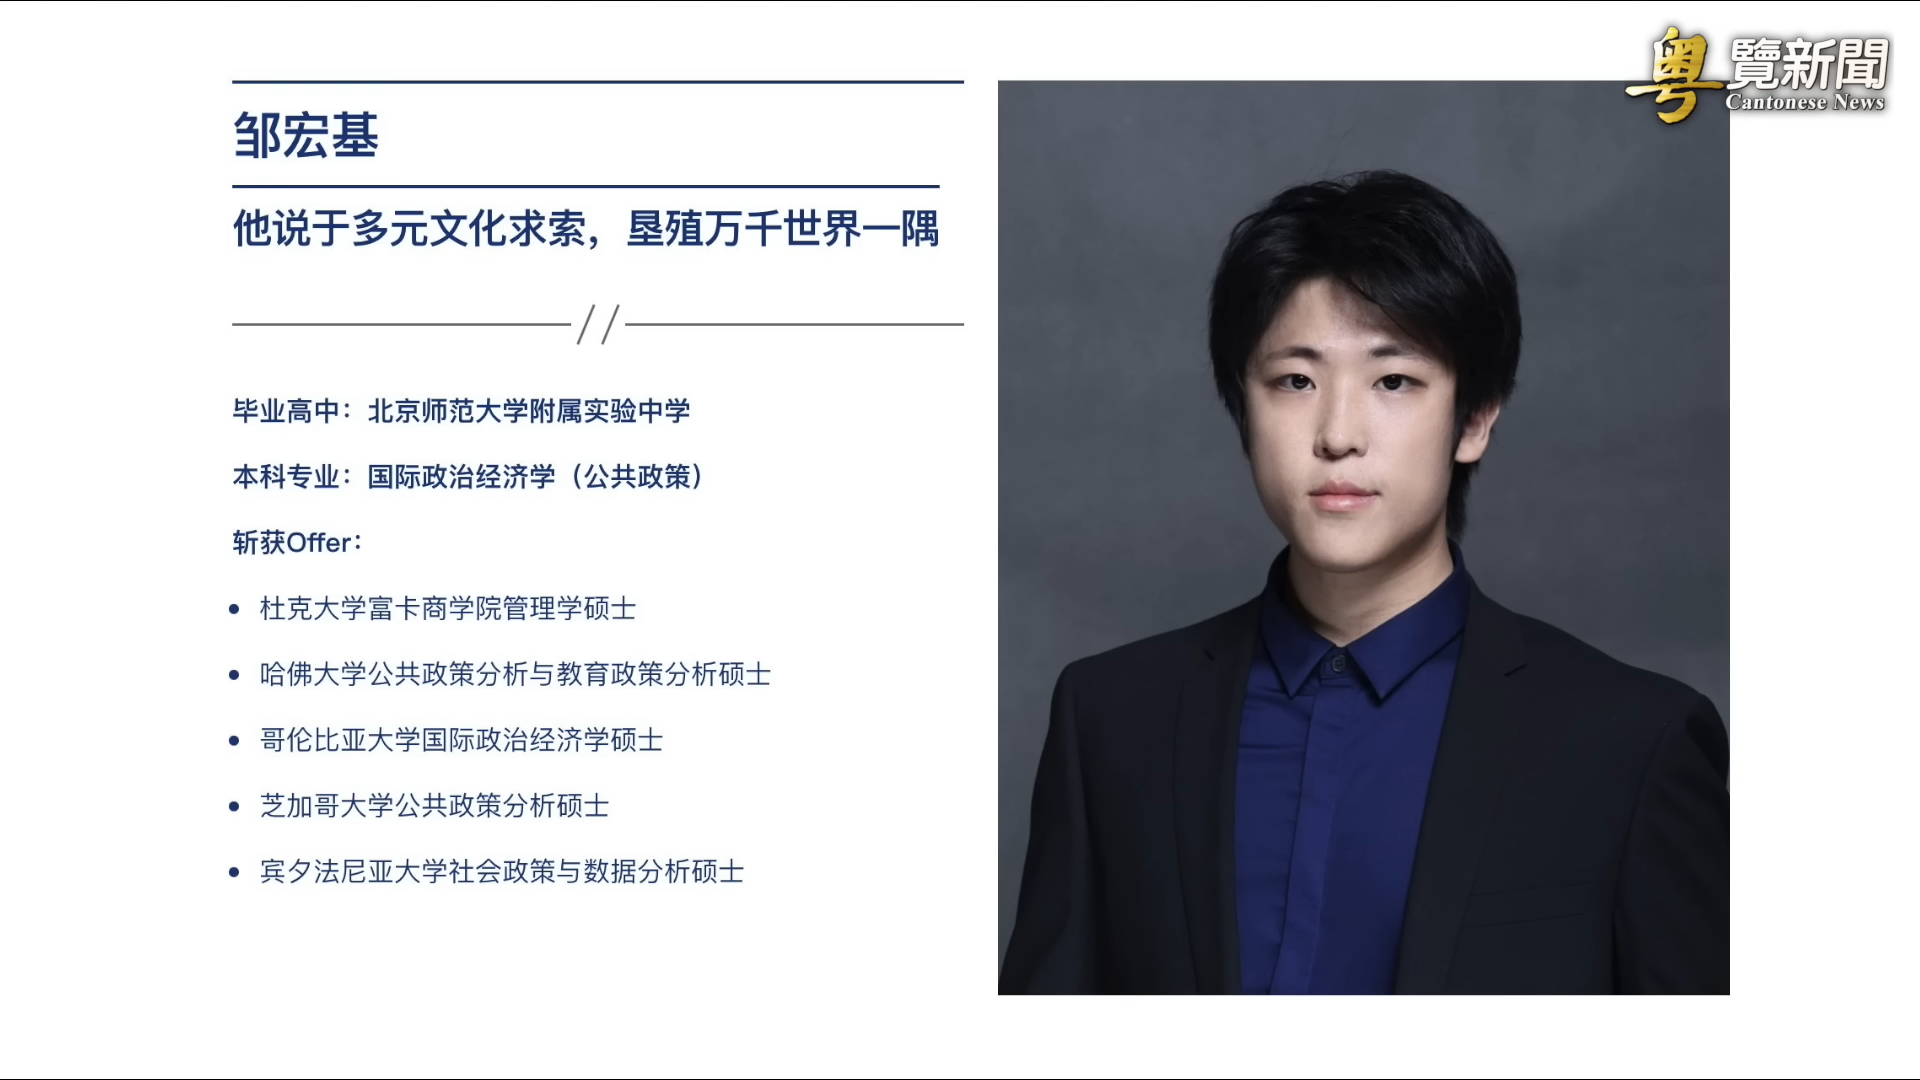 粤覽新聞
Cantonese News
邹宏基
他说于多元文化求索，垦殖万千世界一隅
毕业高中：北京师范大学附属实验中学
本科专业：国际政治经济学（公共政策）
斩获Offer：
• 杜克大学富卡商学院管理学硕士
• 哈佛大学公共政策分析与教育政策分析硕士
• 哥伦比亚大学国际政治经济学硕士
• 芝加哥大学公共政策分析硕士
• 宾夕法尼亚大学社会政策与数据分析硕士